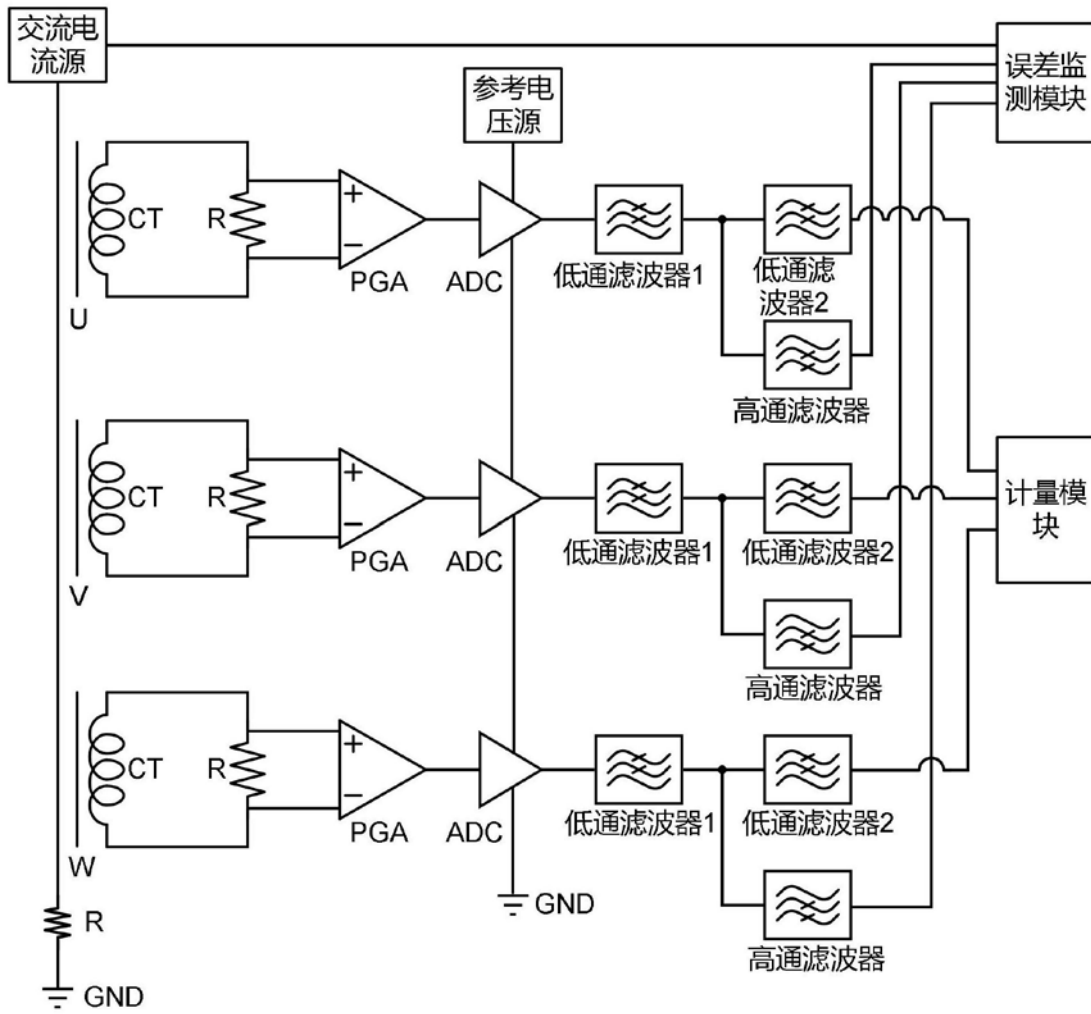 交流电
流源
误差监
测模块
参考电
压源
CT
R
+
−
PGA
ADC
低通滤波器1
低通滤
波器2
U
高通滤波器
CT
R
+
−
PGA
ADC
低通滤波器1
低通滤波器2
计量模
块
V
高通滤波器
CT
R
+
−
PGA
ADC
低通滤波器1
低通滤波器2
W
GND
R
高通滤波器
GND